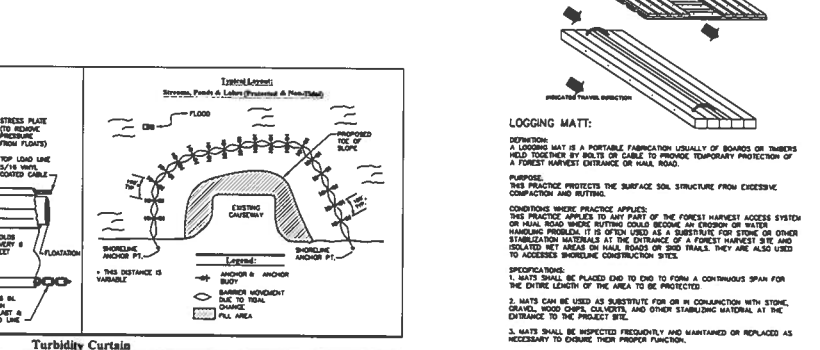 STRESS PLATE
(TO REMOVE
PRESSURE
FROM FLOATS)
TOP LOAD LINE
5/16 VINYL
COATED CABLE
FLOATATION
Typical Layout:
Streams, Ponds & Lakes (Protected & Non-Tidal)
FLOOD
EBB
PROPOSED
TOE OF
SLOPE
EXISTING
CAUSEWAY
SHORELINE
ANCHOR PT.
SHORELINE
ANCHOR PT.
* THIS DISTANCE IS
VARIABLE
Legend:
ANCHOR & ANCHOR
BUOY
BARRIER MOVEMENT
DUE TO TIDAL
CHANGE
FILL AREA
Turbidity Curtain
INDICATED TRAVEL DIRECTION
LOGGING MATT:
DEFINITION:
A LOGGING MAT IS A PORTABLE FABRICATION USUALLY OF BOARDS OR TIMBERS
HELD TOGETHER BY BOLTS OR CABLE TO PROVIDE TEMPORARY PROTECTION OF
A FOREST HARVEST ENTRANCE OR HAUL ROAD.
PURPOSE.
THIS PRACTICE PROTECTS THE SURFACE SOIL STRUCTURE FROM EXCESSIVE
COMPACTION AND RUTTING.
CONDITIONS WHERE PRACTICE APPLIES:
THIS PRACTICE APPLIES TO ANY PART OF THE FOREST HARVEST ACCESS SYSTEM
OR HUAL ROAD WHERE RUTTING COULD BECOME AN EROSION OR WATER
HANDLING PROBLEM. IT IS OFTEN USED AS A SUBSTITUTE FOR STONE OR OTHER
STABILIZATION MATERIALS AT THE ENTRANCE OF A FOREST HARVEST SITE AND
ISOLATED WET AREAS ON HAUL ROADS OR SKID TRAILS. THEY ARE ALSO USED
TO ACCESSS SHORELINE CONSTRUCTION SITES.
SPECIFICATIONS:
1. MATS SHALL BE PLACED END TO END TO FORM A CONTINUOUS SPAN FOR
THE ENTIRE LENGTH OF THE AREA TO BE PROTECTED.
2. MATS CAN BE USED AS SUBSTITUTE FOR OR IN CONJUNCTION WITH STONE,
GRAVEL, WOOD CHIPS, CULVERTS, AND OTHER STABILIZING MATERIAL AT THE
ENTRANCE TO THE PROJECT SITE.
3. MATS SHALL BE INSPECTED FREQUENTLY AND MAINTAINED OR REPLACED AS
NECESSARY TO ENSURE THEIR PROPER FUNCTION.